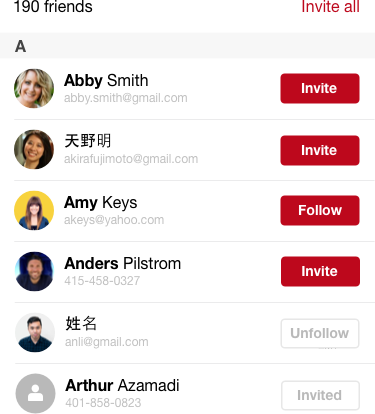 190 friends Invite all
A
Abby Smith Invite
abby.smith@gmail.com
天野明 Invite
akirafujimoto@gmail.com
Amy Keys Follow
akeys@yahoo.com
Anders Pilstrom Invite
415-458-0327
姓名 Unfollow
anli@gmail.com
Arthur Azamadi Invited
401-858-0823